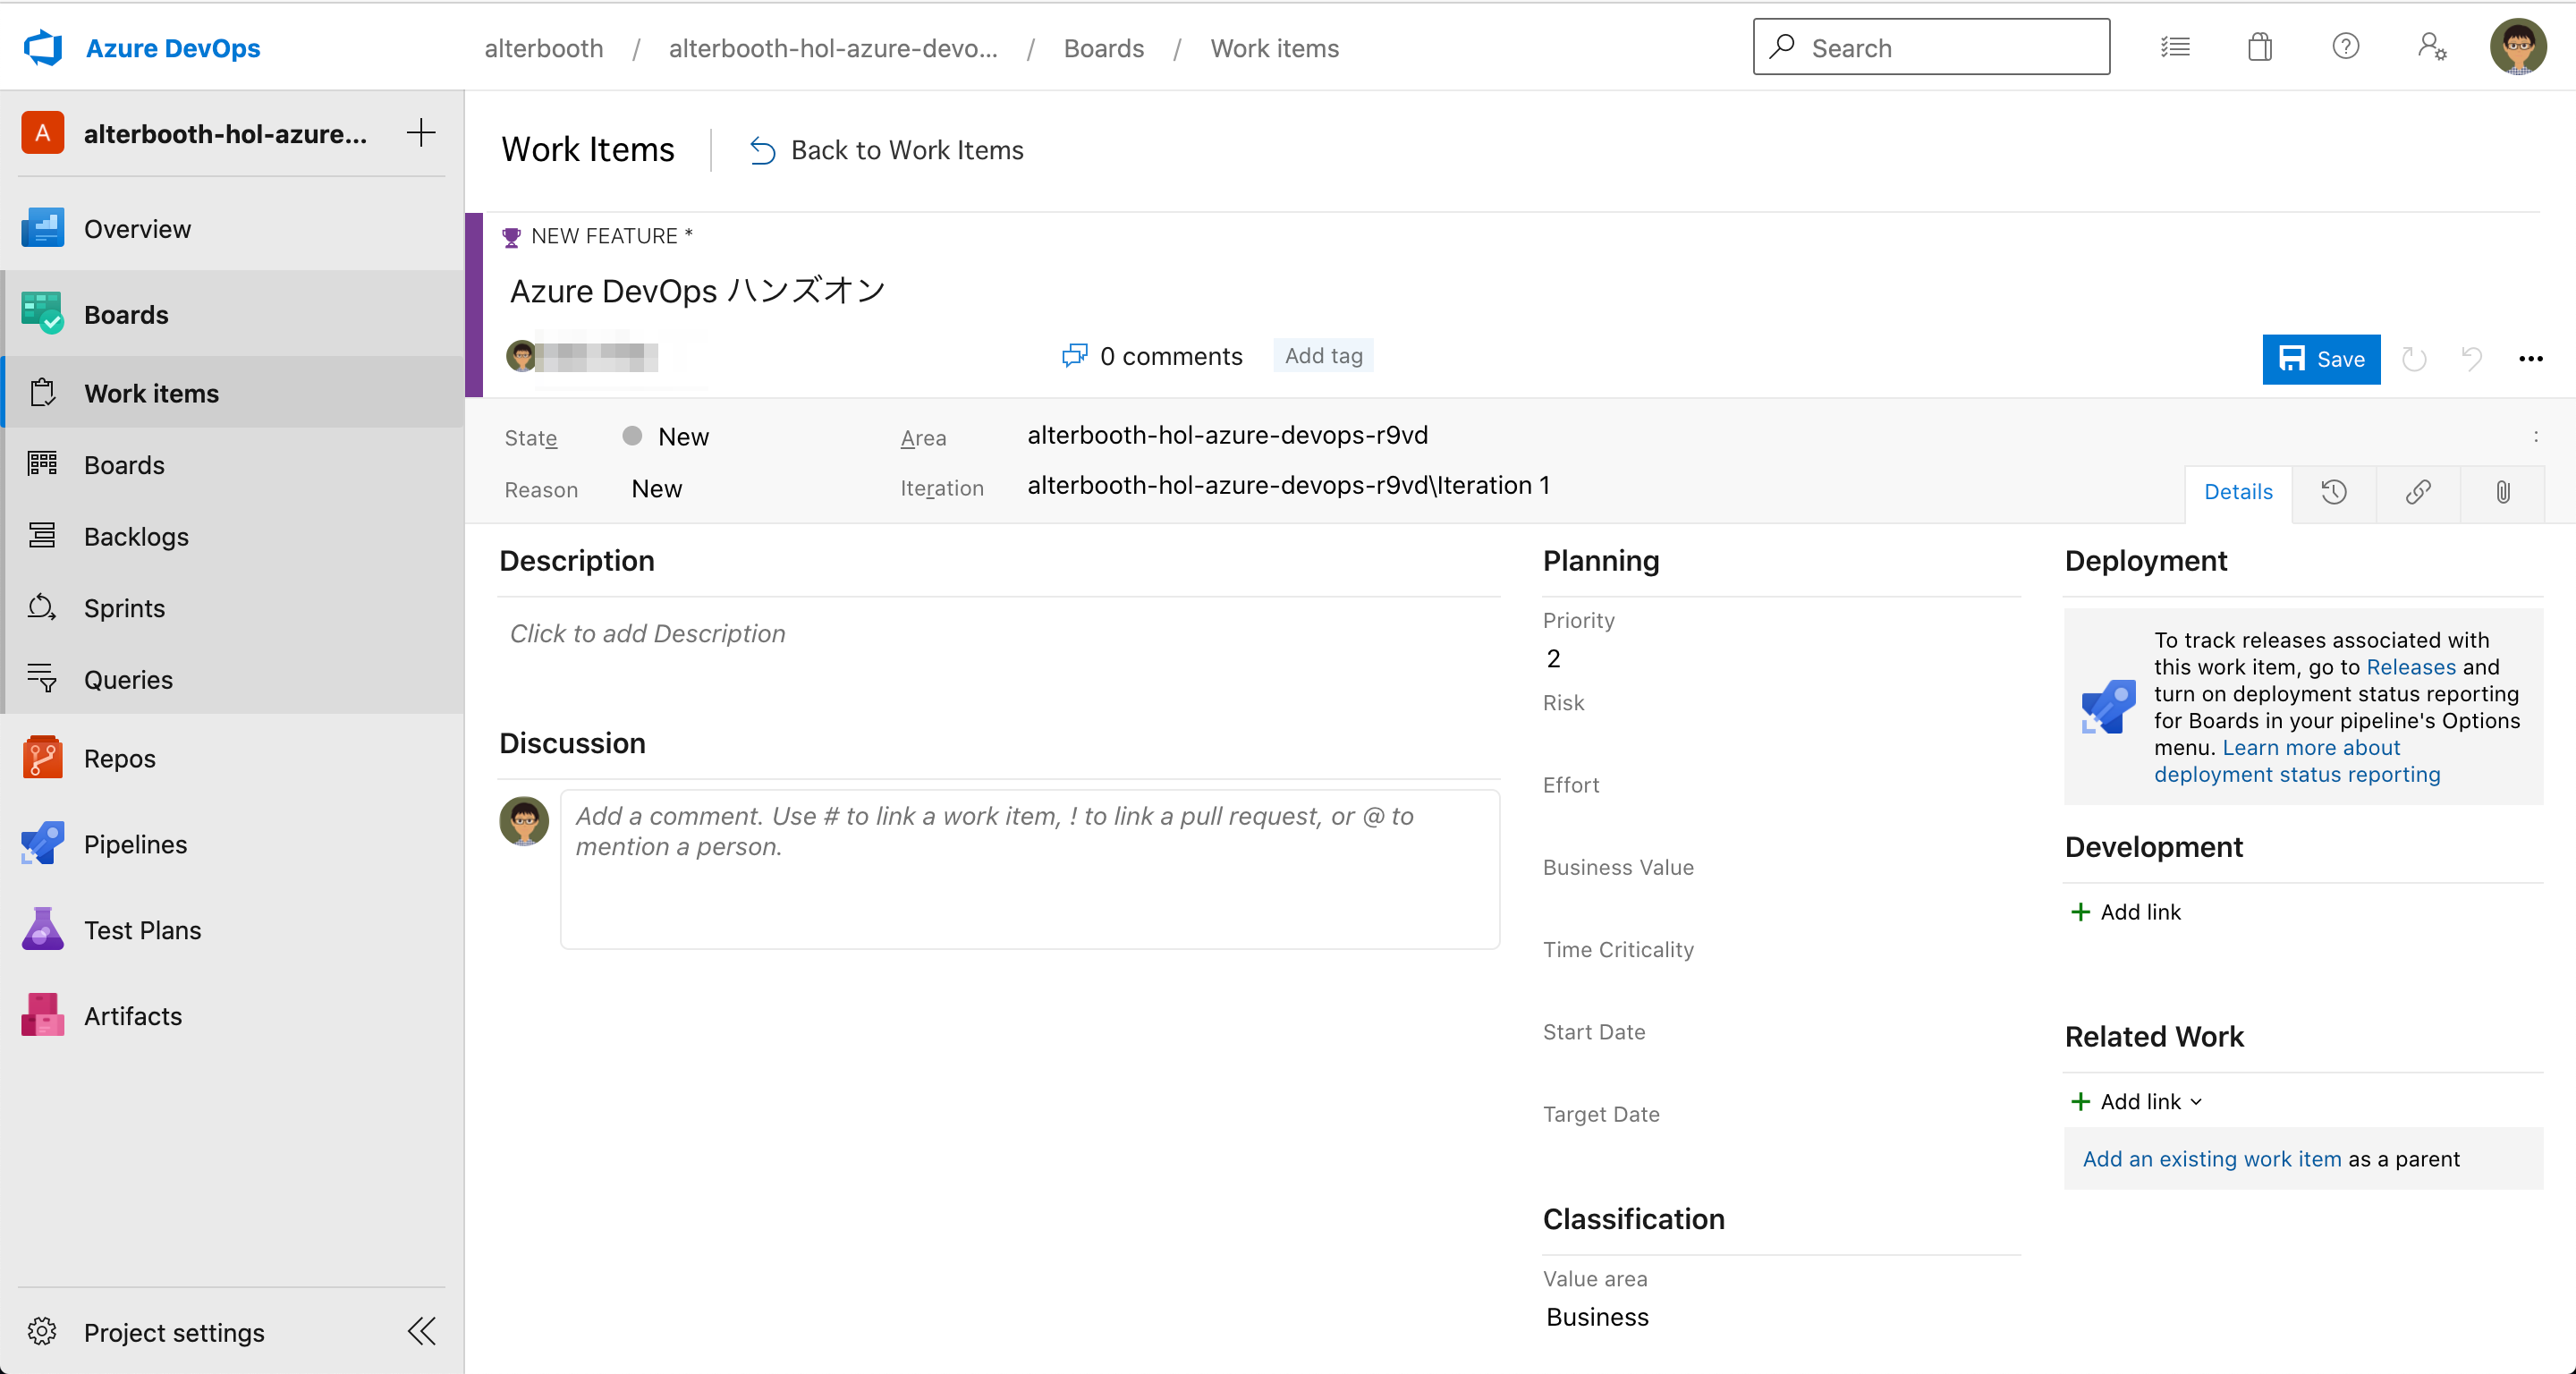 Azure DevOps
alterbooth / alterbooth-hol-azure-devo... / Boards / Work items
Search
A
alterbooth-hol-azure...
Overview
Boards
Work items
Boards
Backlogs
Sprints
Queries
Repos
Pipelines
Test Plans
Artifacts
Project settings
Work Items
Back to Work Items
NEW FEATURE *
Azure DevOps ハンズオン
0 comments
Add tag
Save
State
New
Area
alterbooth-hol-azure-devops-r9vd
Reason
New
Iteration
alterbooth-hol-azure-devops-r9vd\Iteration 1
Details
Description
Click to add Description
Discussion
Add a comment. Use # to link a work item, ! to link a pull request, or @ to
mention a person.
Planning
Priority
2
Risk
Effort
Business Value
Time Criticality
Start Date
Target Date
Classification
Value area
Business
Deployment
To track releases associated with
this work item, go to Releases and
turn on deployment status reporting
for Boards in your pipeline's Options
menu. Learn more about
deployment status reporting
Development
+ Add link
Related Work
+ Add link
Add an existing work item as a parent